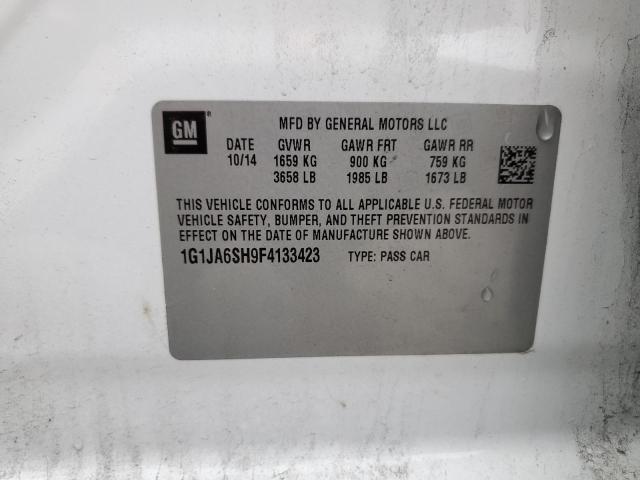 GM®
MFD BY GENERAL MOTORS LLC
DATE GVWR GAWR FRT GAWR RR
10/14 1659 KG 900 KG 759 KG
3658 LB 1985 LB 1673 LB
THIS VEHICLE CONFORMS TO ALL APPLICABLE U.S. FEDERAL MOTOR
VEHICLE SAFETY, BUMPER, AND THEFT PREVENTION STANDARDS IN
EFFECT ON THE DATE OF MANUFACTURE SHOWN ABOVE.
1G1JA6SH9F4133423 TYPE: PASS CAR